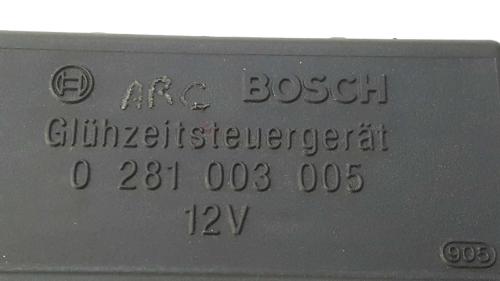 ARC BOSCH
Glühzeitsteuergerät
0 281 003 005
12V
905